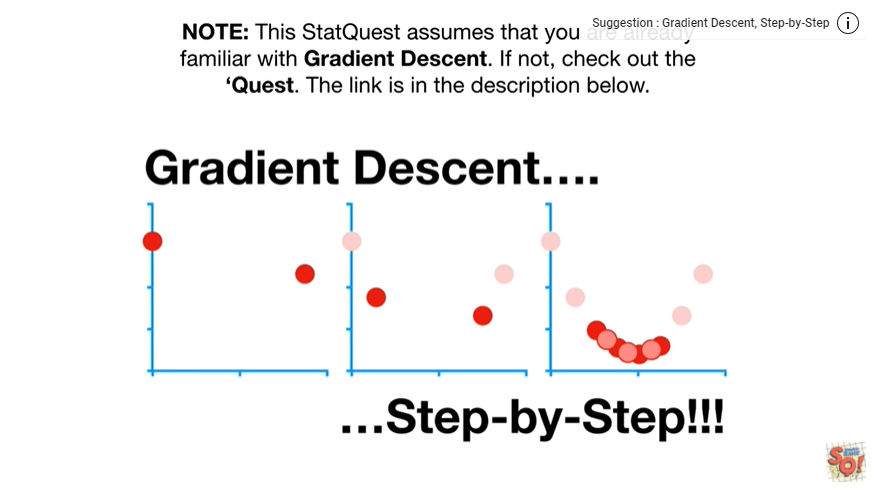 Suggestion : Gradient Descent, Step-by-Step
NOTE: This StatQuest assumes that you are already
familiar with Gradient Descent. If not, check out the
‘Quest. The link is in the description below.
Gradient Descent....
...Step-by-Step!!!
SQ!